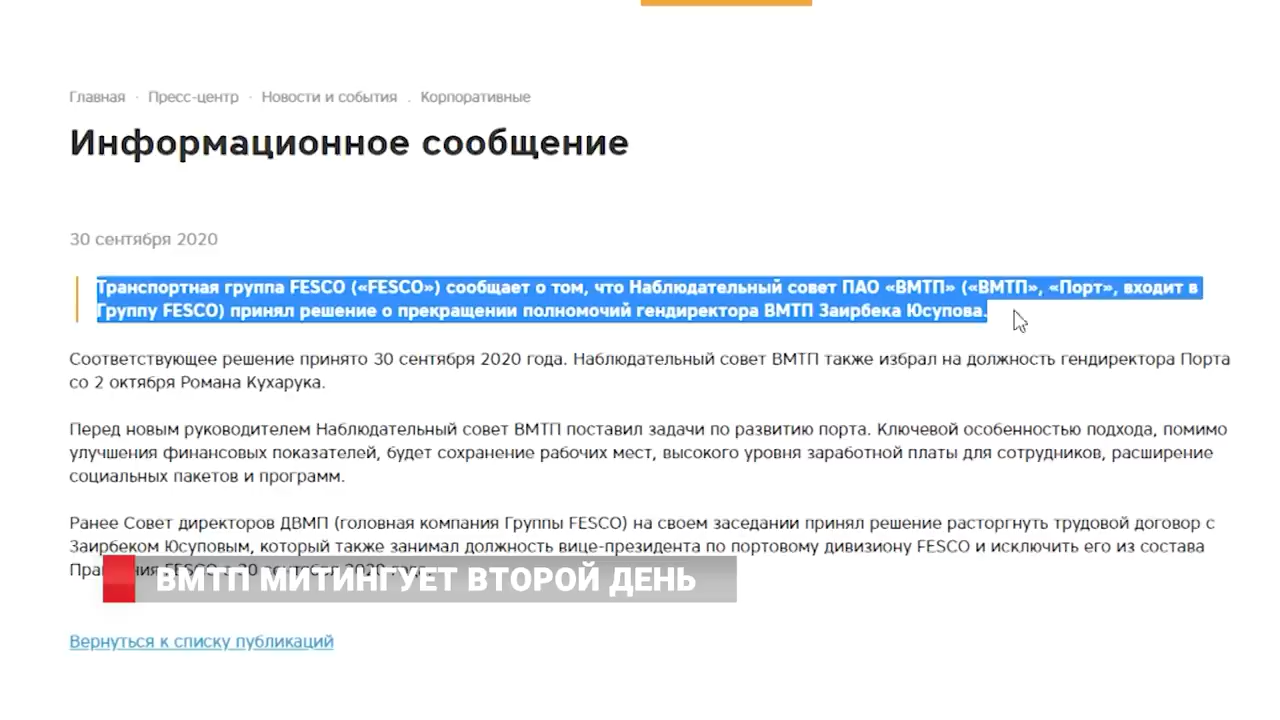 Главная · Пресс-центр · Новости и события . Корпоративные
Информационное сообщение
30 сентября 2020
Транспортная группа FESCO («FESCO») сообщает о том, что Наблюдательный совет ПАО «ВМТП» («ВМТП», «Порт», входит в
Группу FESCO) принял решение о прекращении полномочий гендиректора ВМТП Заирбека Юсупова.
Соответствующее решение принято 30 сентября 2020 года. Наблюдательный совет ВМТП также избрал на должность гендиректора Порта
со 2 октября Романа Кухарука.
Перед новым руководителем Наблюдательный совет ВМТП поставил задачи по развитию порта. Ключевой особенностью подхода, помимо
улучшения финансовых показателей, будет сохранение рабочих мест, высокого уровня заработной платы для сотрудников, расширение
социальных пакетов и программ.
Ранее Совет директоров ДВМП (головная компания Группы FESCO) на своем заседании принял решение расторгнуть трудовой договор с
Заирбеком Юсуповым, который также занимал должность вице-президента по портовому дивизиону FESCO и исключить его из состава
ВМТП МИТИНГУЕТ ВТОРОЙ ДЕНЬ
Вернуться к списку публикаций